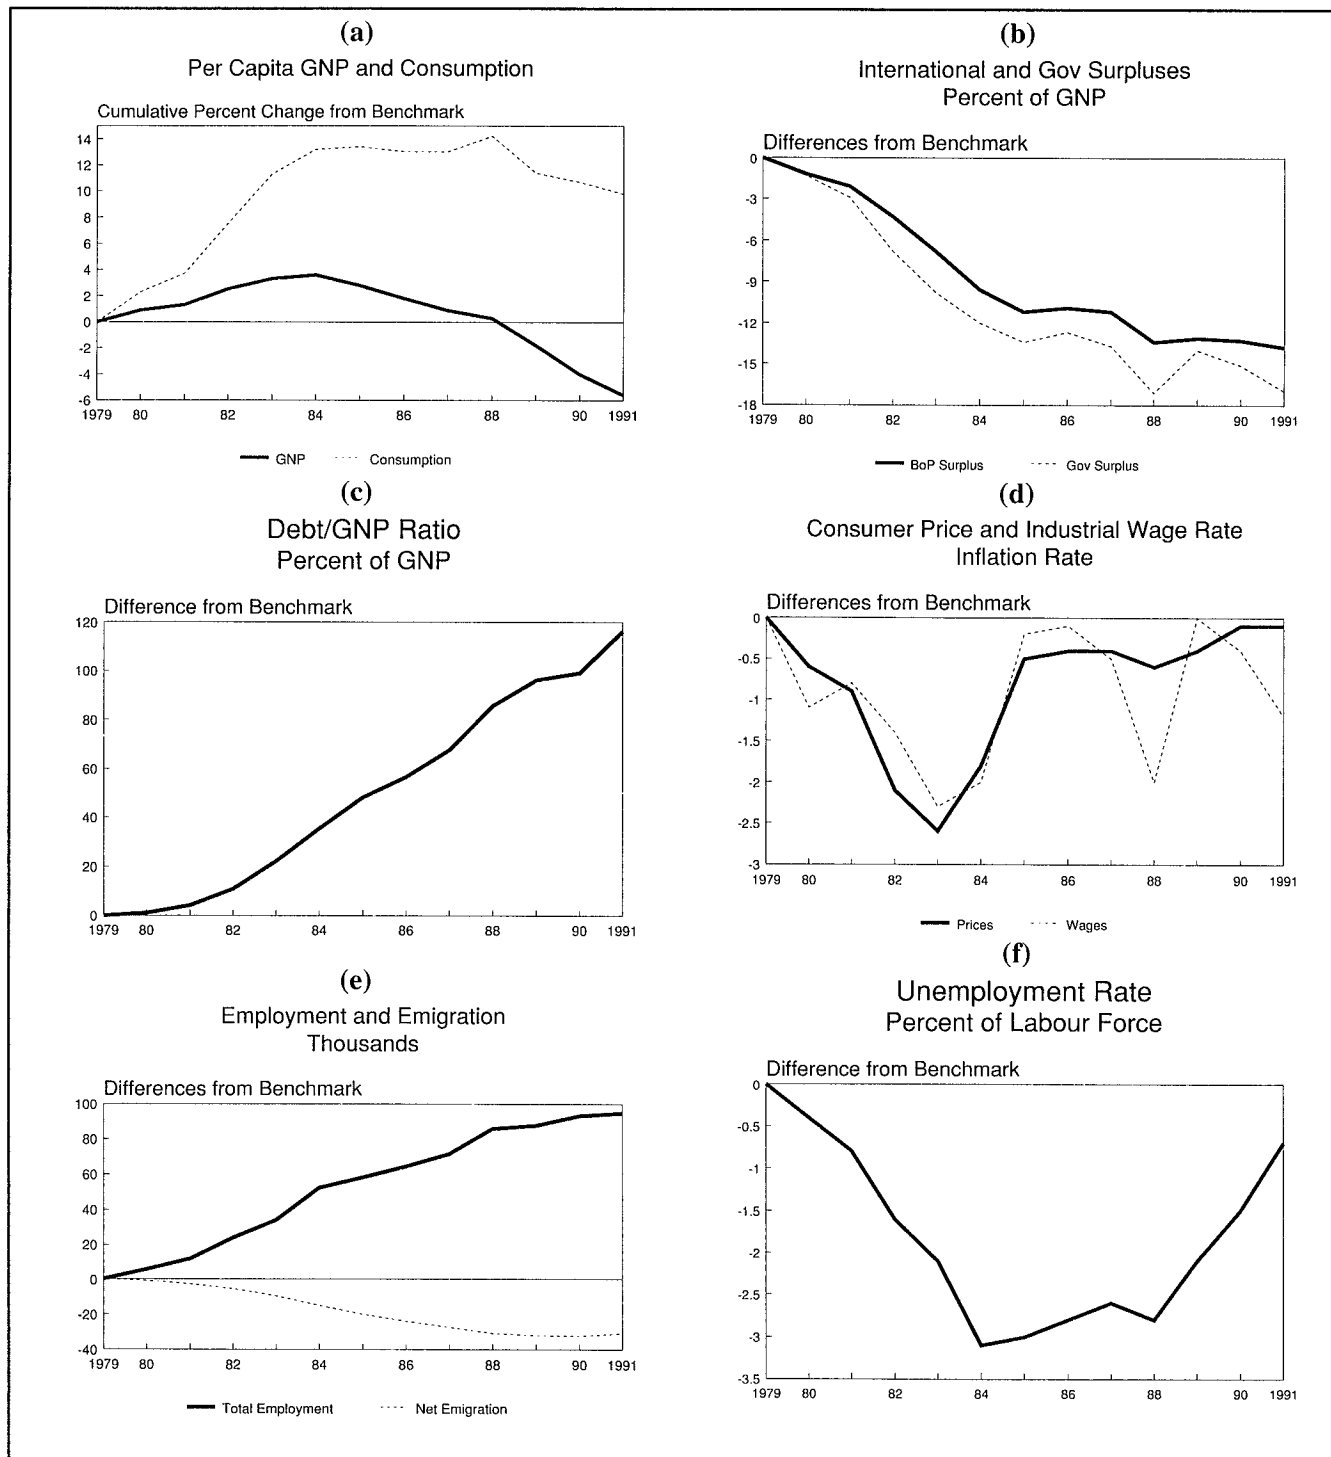 (a)
Per Capita GNP and Consumption
Cumulative Percent Change from Benchmark
14
12
10
8
6
4
2
0
-2
-4
-6
1979 80 82 84 86 88 90 1991
GNP Consumption
(b)
International and Gov Surpluses
Percent of GNP
Differences from Benchmark
0
-3
-6
-9
-12
-15
-18
1979 80 82 84 86 88 90 1991
BoP Surplus Gov Surplus
(c)
Debt/GNP Ratio
Percent of GNP
Difference from Benchmark
120
100
80
60
40
20
0
1979 80 82 84 86 88 90 1991
(d)
Consumer Price and Industrial Wage Rate
Inflation Rate
Differences from Benchmark
0
-0.5
-1
-1.5
-2
-2.5
-3
1979 80 82 84 86 88 90 1991
Prices Wages
(e)
Employment and Emigration
Thousands
Differences from Benchmark
100
80
60
40
20
0
-20
-40
1979 80 82 84 86 88 90 1991
Total Employment Net Emigration
(f)
Unemployment Rate
Percent of Labour Force
Difference from Benchmark
0
-0.5
-1
-1.5
-2
-2.5
-3
-3.5
1979 80 82 84 86 88 90 1991